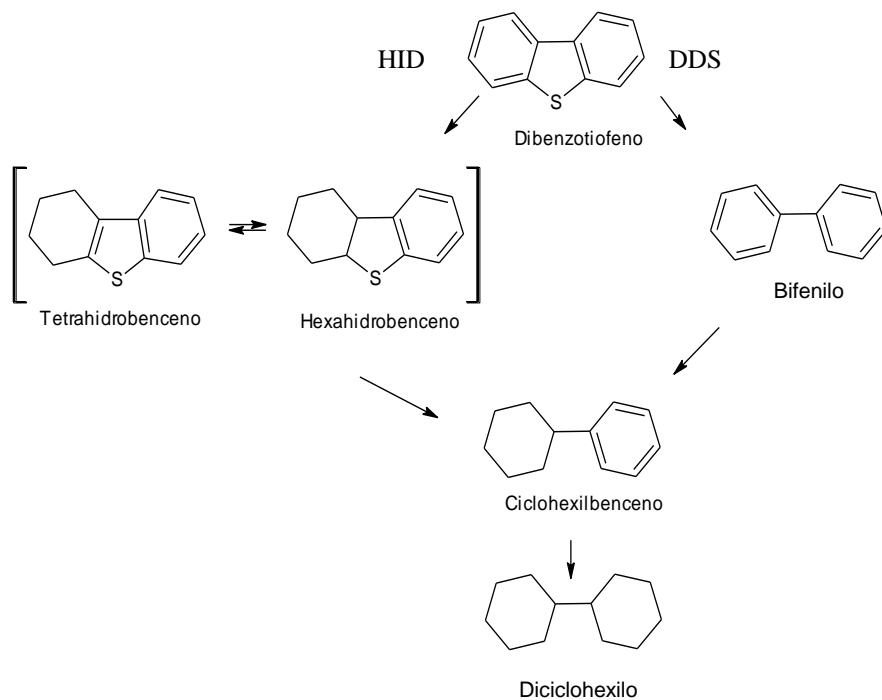 HID
DDS
S
Dibenzotiofeno
S
S
Tetrahidrobenceno
Hexahidrobenceno
Bifenilo
Ciclohexilbenceno
Diciclohexilo